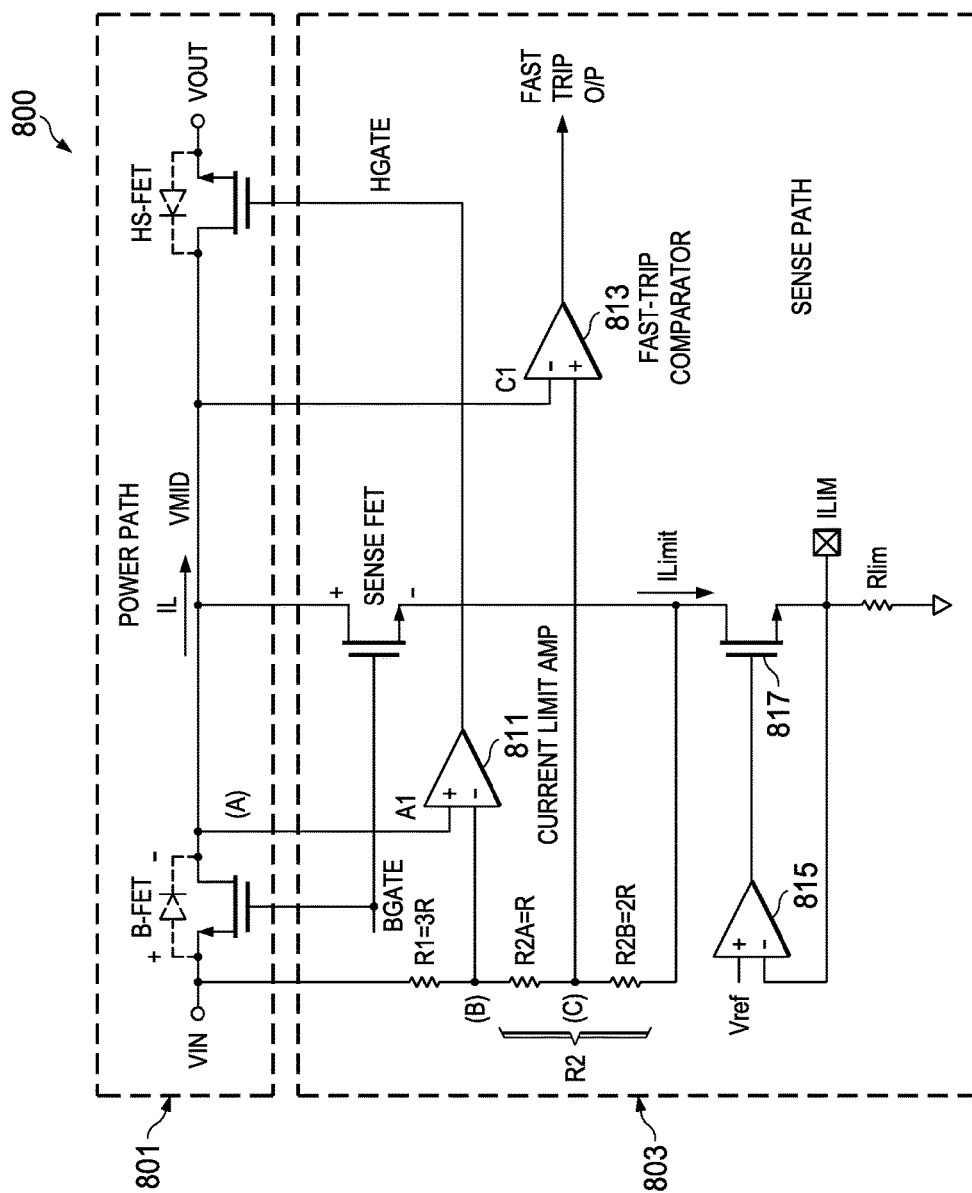 800
801
803
POWER PATH
IL
VMID
VIN
VOUT
B-FET
+
-
HS-FET
(A)
HGATE
BGATE
SENSE FET
+
-
A1
+
-
811
CURRENT LIMIT AMP
C1
-
+
813
FAST-TRIP
COMPARATOR
FAST
TRIP
O/P
R1=3R
(B)
R2A=R
(C)
R2B=2R
R2
ILimit
Vref
+
-
815
817
ILIM
Rlim
SENSE PATH